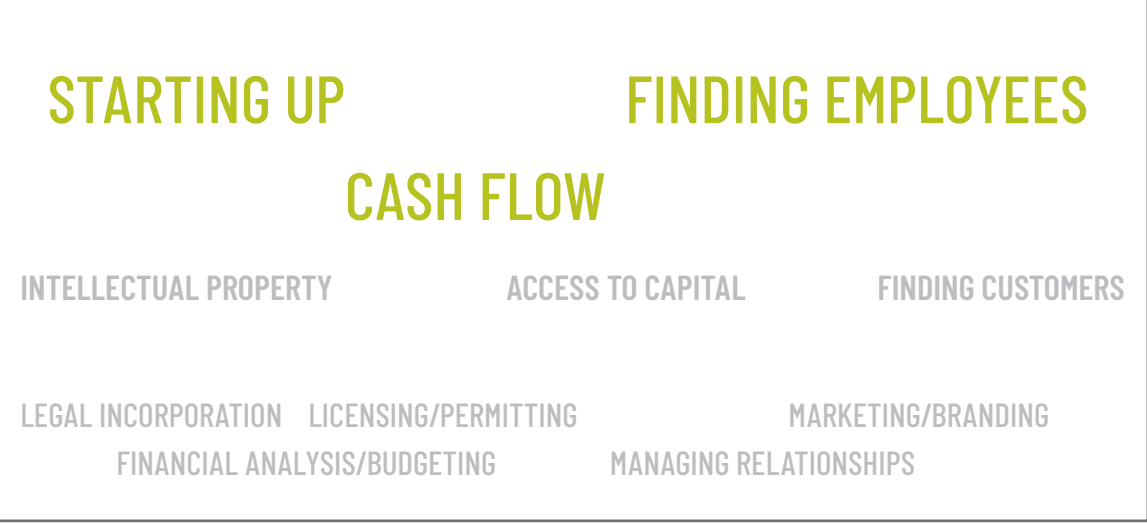 STARTING UP FINDING EMPLOYEES
CASH FLOW
INTELLECTUAL PROPERTY ACCESS TO CAPITAL FINDING CUSTOMERS
LEGAL INCORPORATION LICENSING/PERMITTING MARKETING/BRANDING
FINANCIAL ANALYSIS/BUDGETING MANAGING RELATIONSHIPS